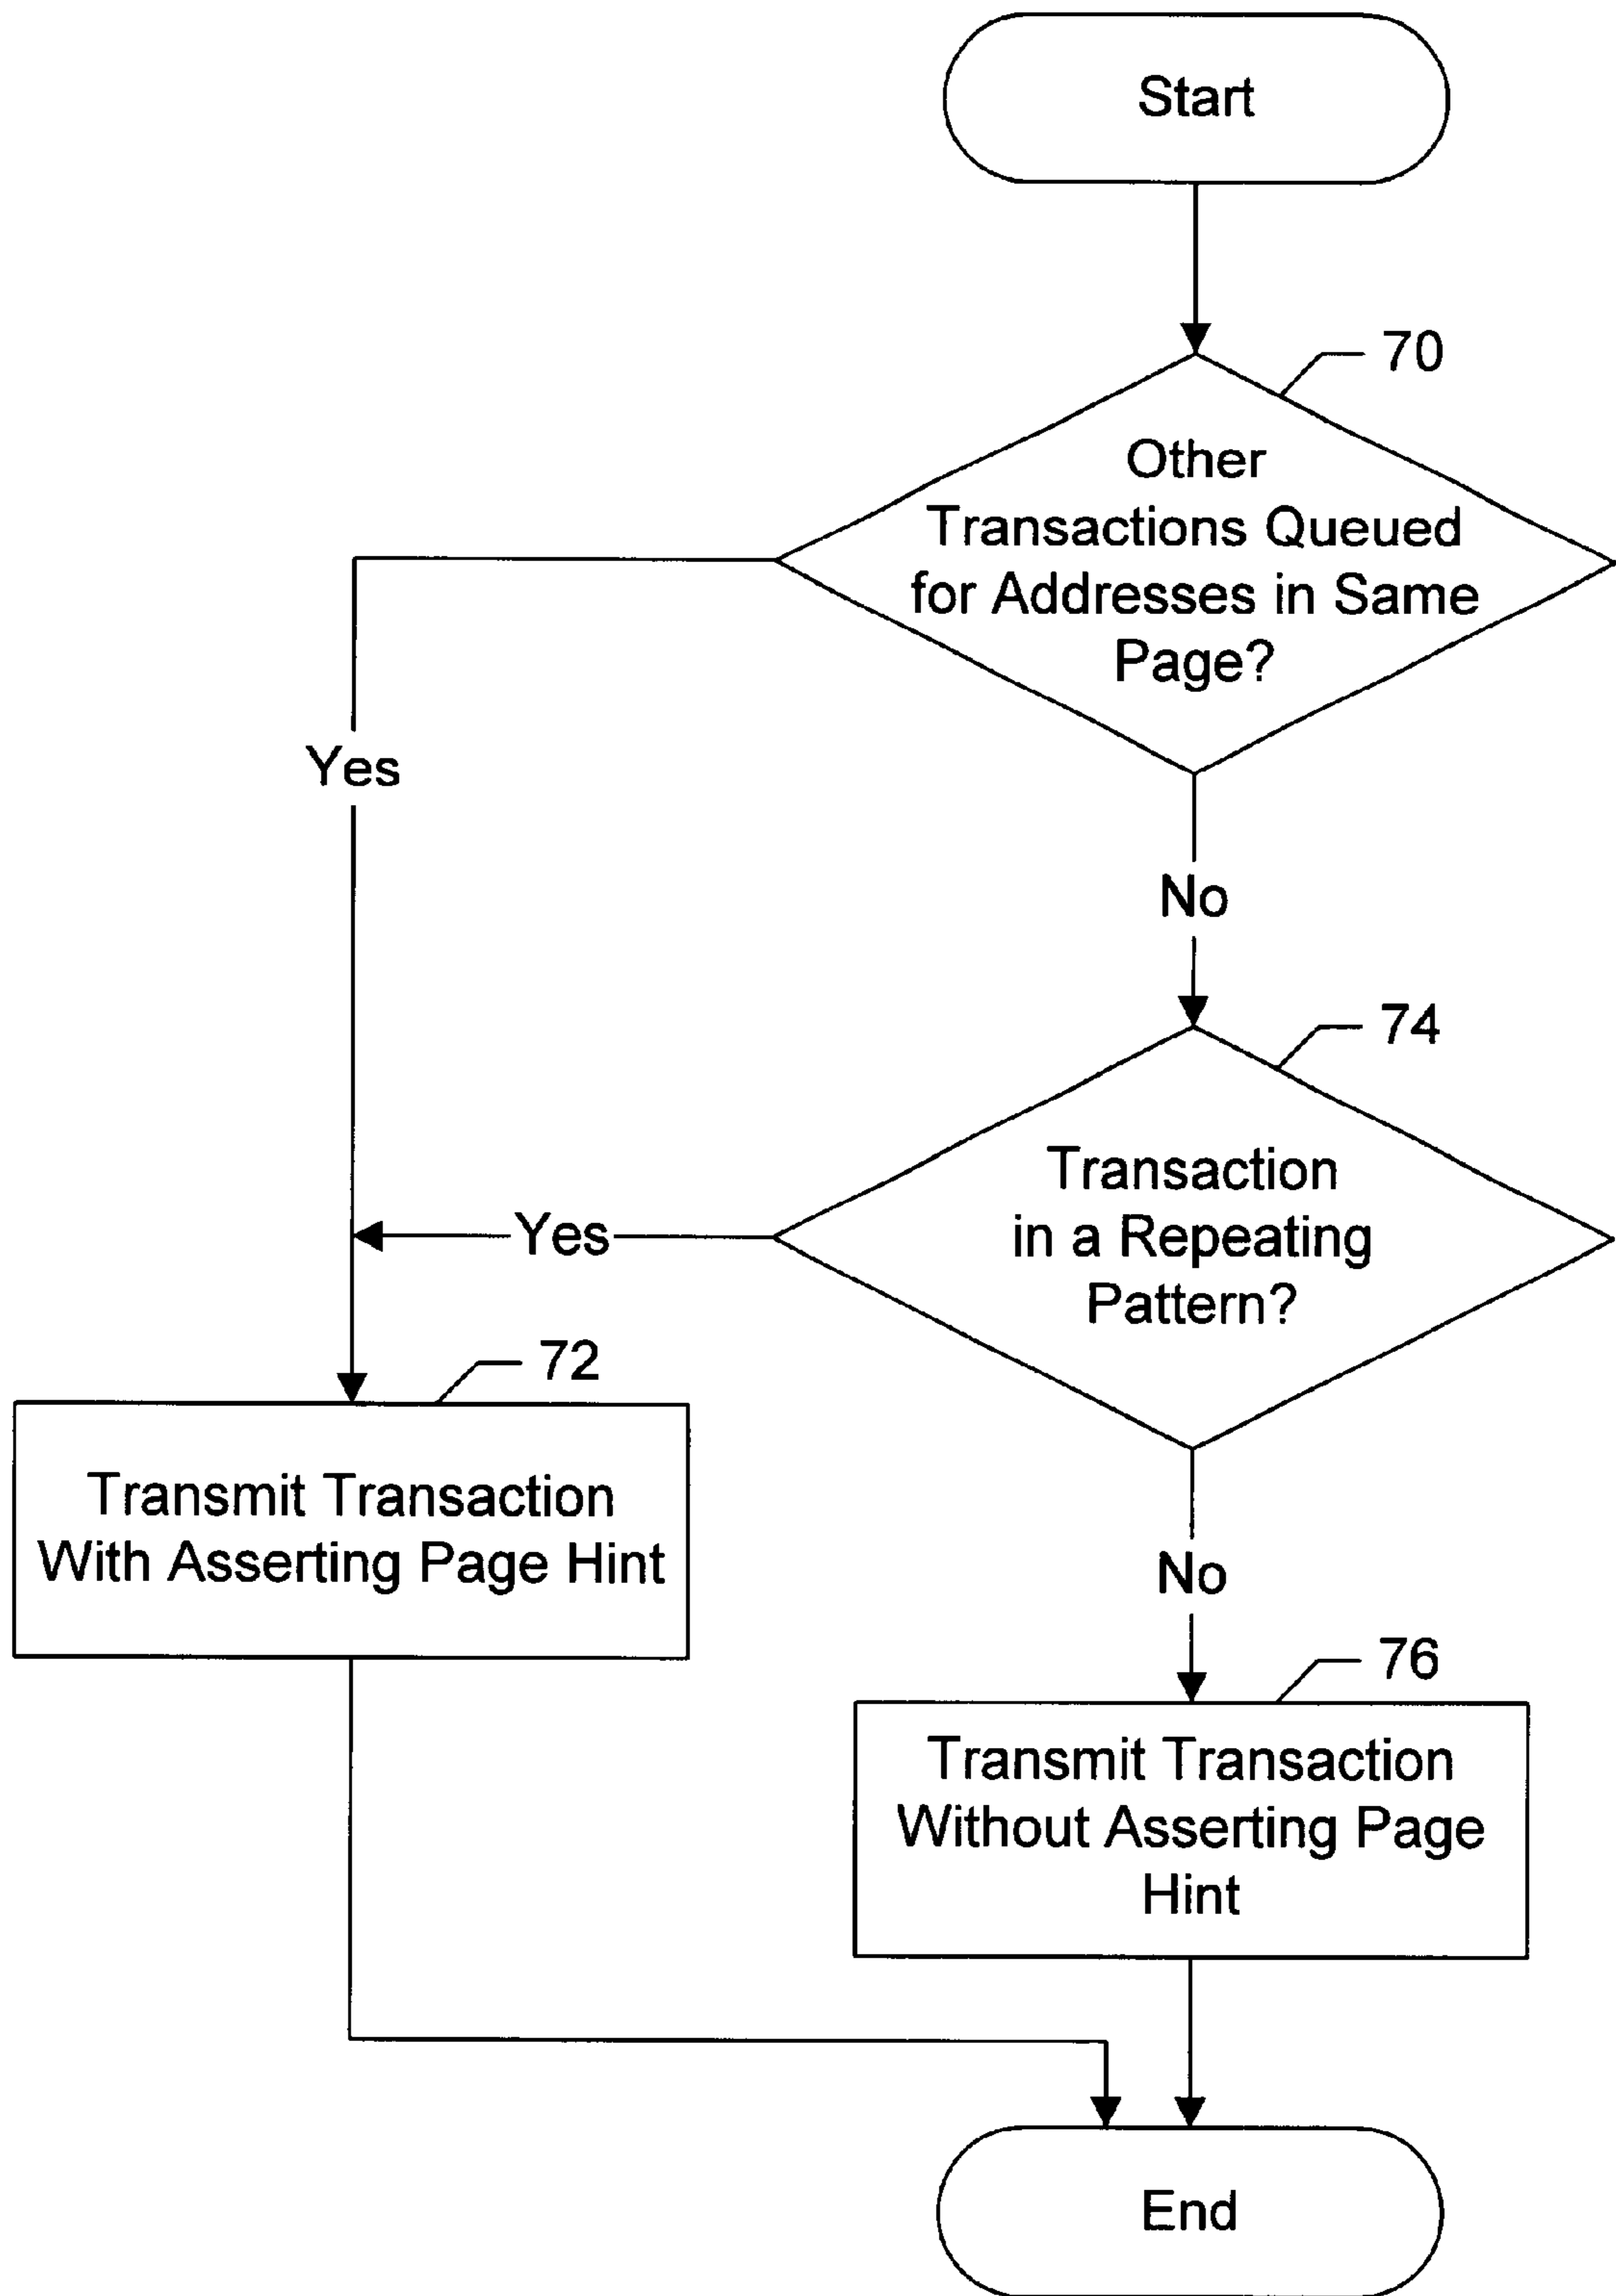 Start
70
Other
Transactions Queued
for Addresses in Same
Page?
Yes
No
74
Transaction
in a Repeating
Pattern?
Yes
72
Transmit Transaction
With Asserting Page Hint
No
76
Transmit Transaction
Without Asserting Page
Hint
End